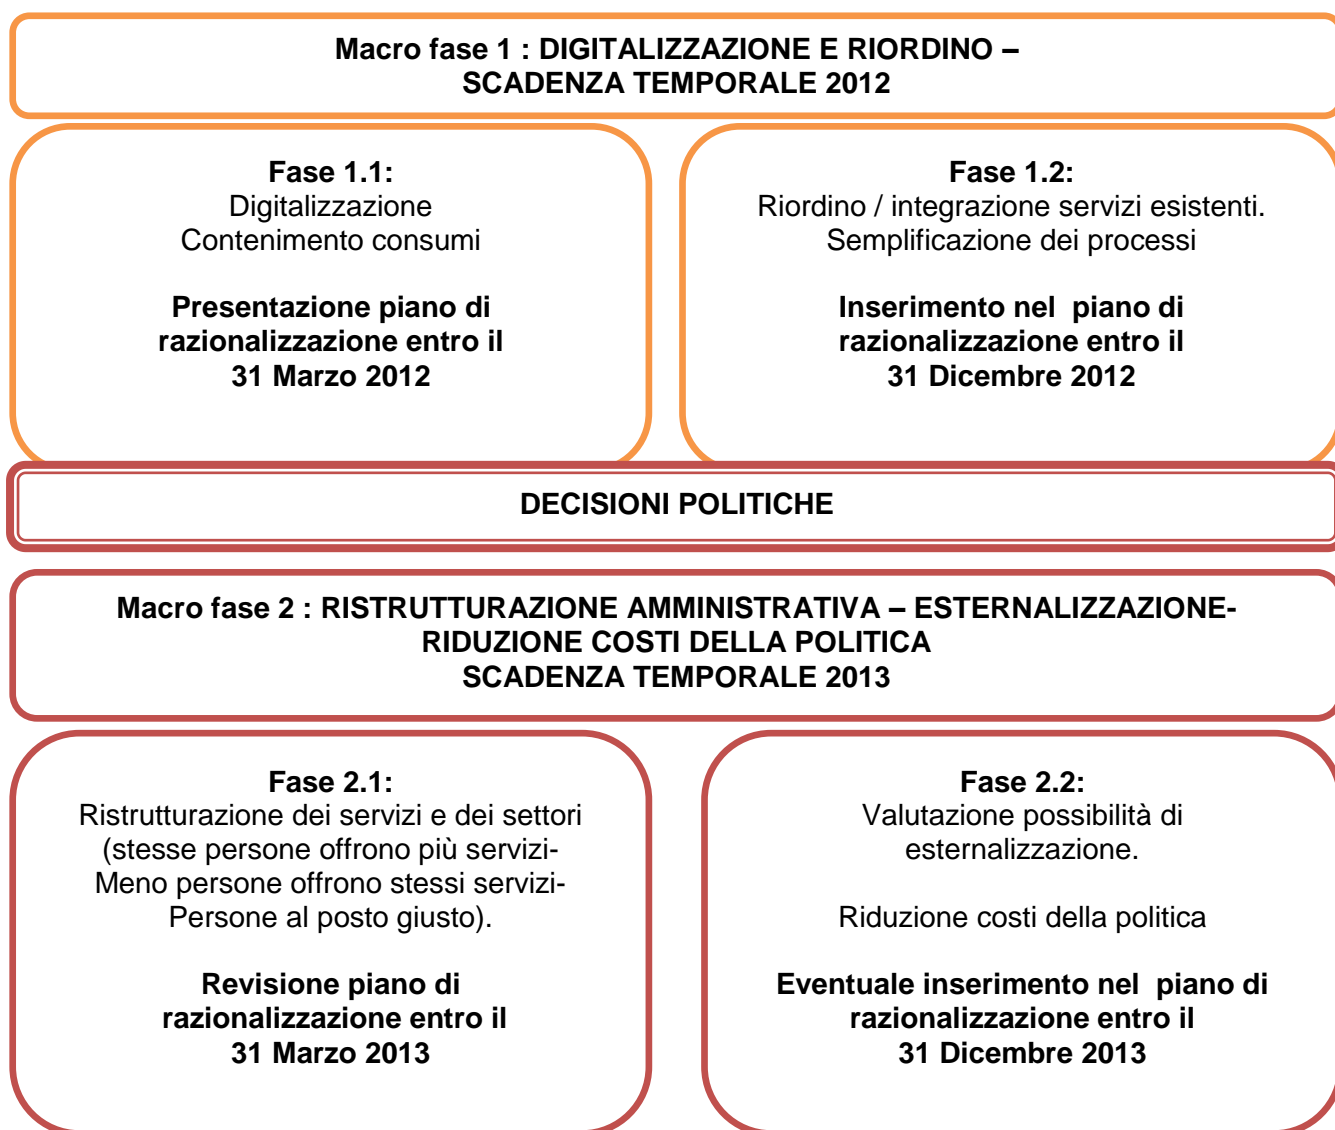 Macro fase 1 : DIGITALIZZAZIONE E RIORDINO –
SCADENZA TEMPORALE 2012
Fase 1.1:
Digitalizzazione
Contenimento consumi
Presentazione piano di
razionalizzazione entro il
31 Marzo 2012
Fase 1.2:
Riordino / integrazione servizi esistenti.
Semplificazione dei processi
Inserimento nel  piano di
razionalizzazione entro il
31 Dicembre 2012
DECISIONI POLITICHE
Macro fase 2 : RISTRUTTURAZIONE AMMINISTRATIVA – ESTERNALIZZAZIONE-
RIDUZIONE COSTI DELLA POLITICA
SCADENZA TEMPORALE 2013
Fase 2.1:
Ristrutturazione dei servizi e dei settori
(stesse persone offrono più servizi-
Meno persone offrono stessi servizi-
Persone al posto giusto).
Revisione piano di
razionalizzazione entro il
31 Marzo 2013
Fase 2.2:
Valutazione possibilità di
esternalizzazione.
Riduzione costi della politica
Eventuale inserimento nel  piano di
razionalizzazione entro il
31 Dicembre 2013